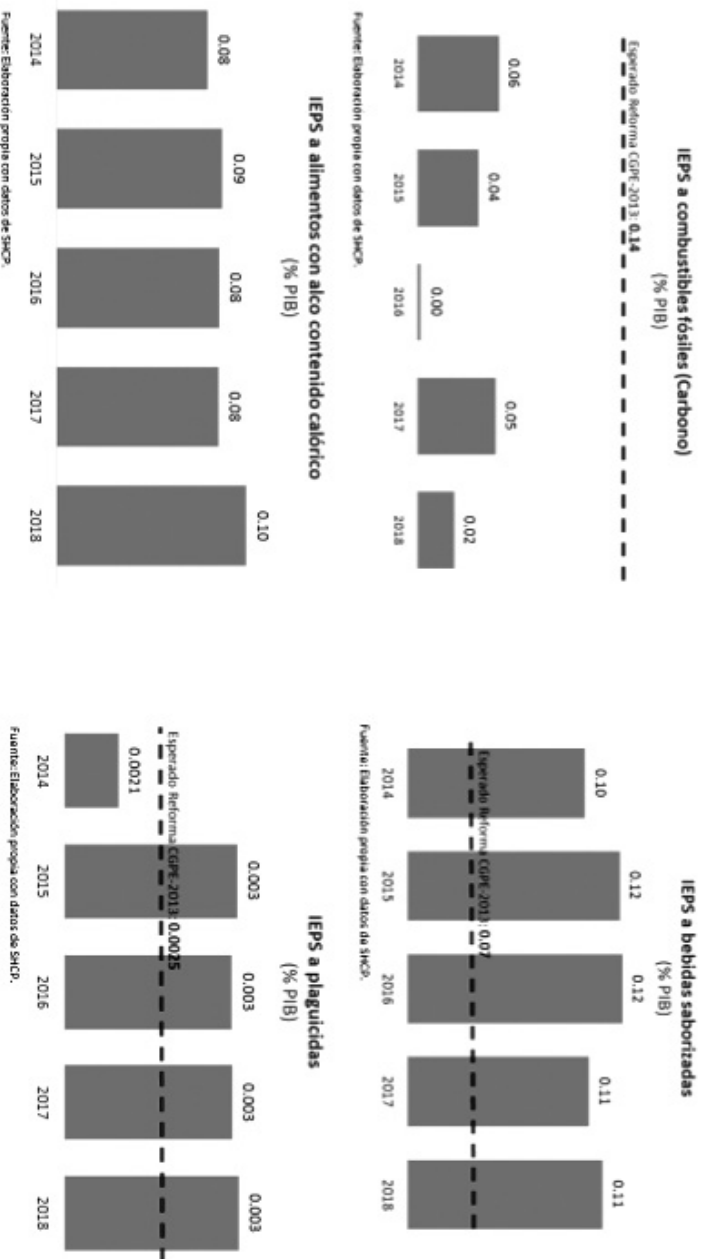 IEPS a combustibles fósiles (Carbono)
(% PIB)
Esperado Reforma CGPE-2013: 0.14
0.06
0.04
0.00
0.05
0.02
2014
2015
2016
2017
2018
Fuente: Elaboración propia con datos de SHCP.
IEPS a bebidas saborizadas
(% PIB)
0.10
0.12
0.12
0.11
0.11
Esperado Reforma CGPE-2013: 0.07
2014
2015
2016
2017
2018
Fuente: Elaboración propia con datos de SHCP.
IEPS a alimentos con alco contenido calórico
(% PIB)
0.08
0.09
0.08
0.08
0.10
2014
2015
2016
2017
2018
Fuente: Elaboración propia con datos de SHCP.
IEPS a plaguicidas
(% PIB)
0.0021
0.003
0.003
0.003
0.003
Esperado Reforma CGPE-2013: 0.0025
2014
2015
2016
2017
2018
Fuente: Elaboración propia con datos de SHCP.